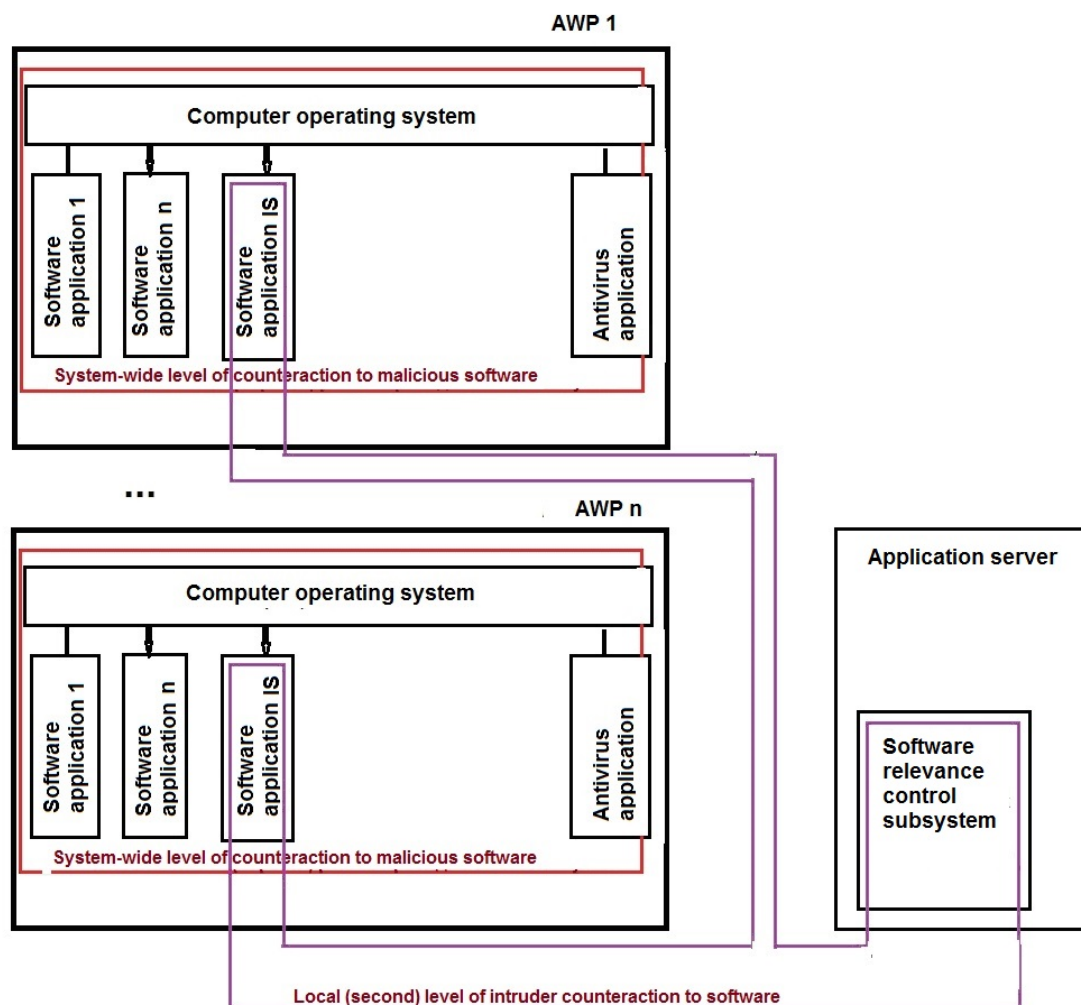 AWP 1
Computer operating system
Software
application 1
Software
application n
Software
application IS
Antivirus
application
System-wide level of counteraction to malicious software
...
AWP n
Computer operating system
Software
application 1
Software
application n
Software
application IS
Antivirus
application
System-wide level of counteraction to malicious software
Application server
Software
relevance
control
subsystem
Local (second) level of intruder counteraction to software